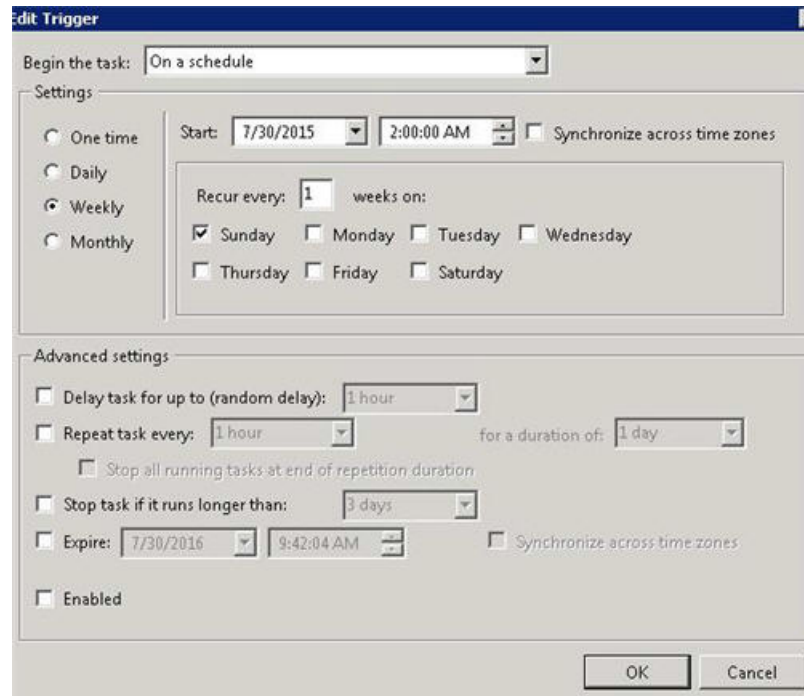 Edit Trigger
Begin the task: On a schedule
Settings
One time
Start: 7/30/2015 2:00:00 AM Synchronize across time zones
Daily
Recur every: 1 weeks on:
Weekly
Sunday Monday Tuesday Wednesday
Monthly
Thursday Friday Saturday
Advanced settings
Delay task for up to (random delay): 1 hour
Repeat task every: 1 hour for a duration of: 1 day
Stop all running tasks at end of repetition duration
Stop task if it runs longer than: 3 days
Expire: 7/30/2016 9:42:04 AM Synchronize across time zones
Enabled
OK Cancel